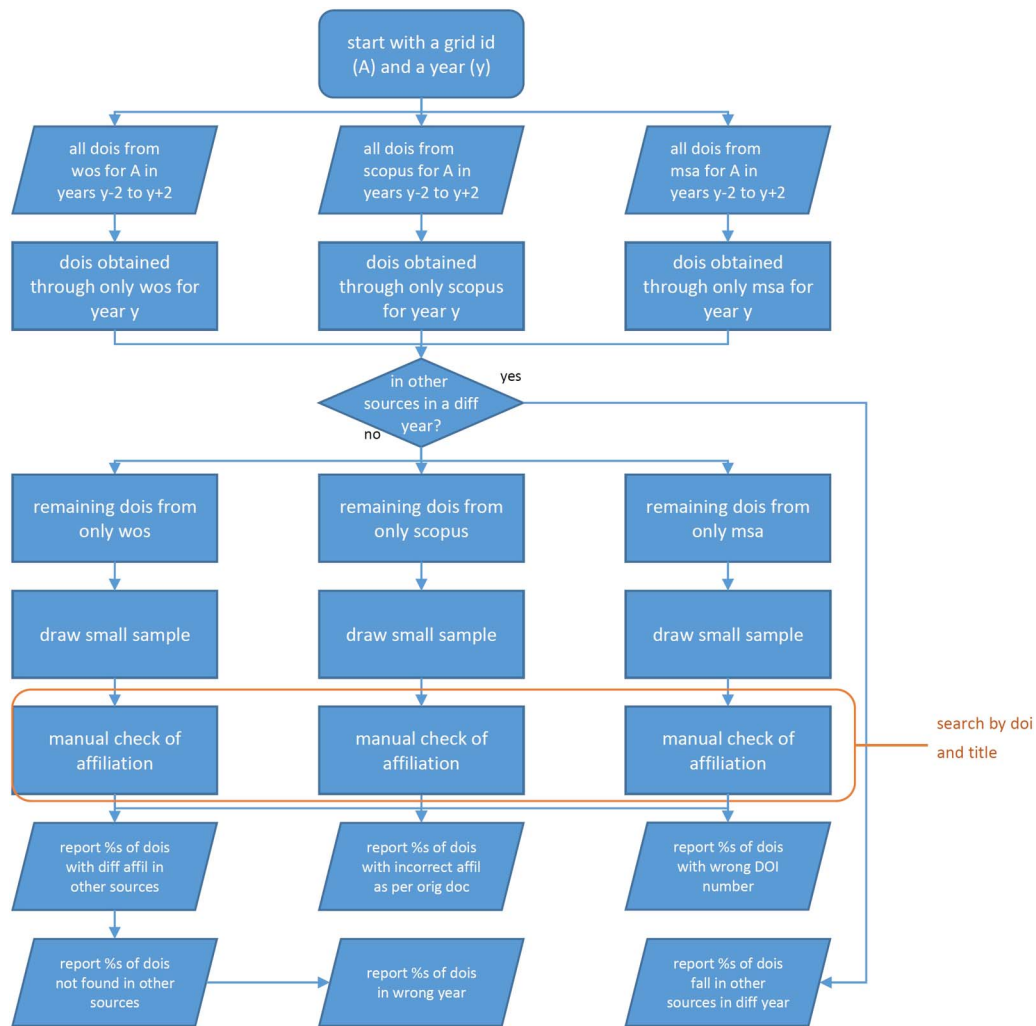 start with a grid id
(A) and a year (y)
all dois from
wos for A in
years y-2 to y+2
all dois from
scopus for A in
years y-2 to y+2
all dois from
msa for A in
years y-2 to y+2
dois obtained
through only wos for
year y
dois obtained
through only scopus
for year y
dois obtained
through only msa for
year y
in other
sources in a diff
year?
yes
no
remaining dois from
only wos
remaining dois from
only scopus
remaining dois from
only msa
draw small sample
draw small sample
draw small sample
manual check of
affiliation
manual check of
affiliation
manual check of
affiliation
search by doi
and title
report %s of dois
with diff affil in
other sources
report %s of dois
with incorrect affil
as per orig doc
report %s of dois
with wrong DOI
number
report %s of dois
not found in other
sources
report %s of dois
in wrong year
report %s of dois
fall in other
sources in diff year